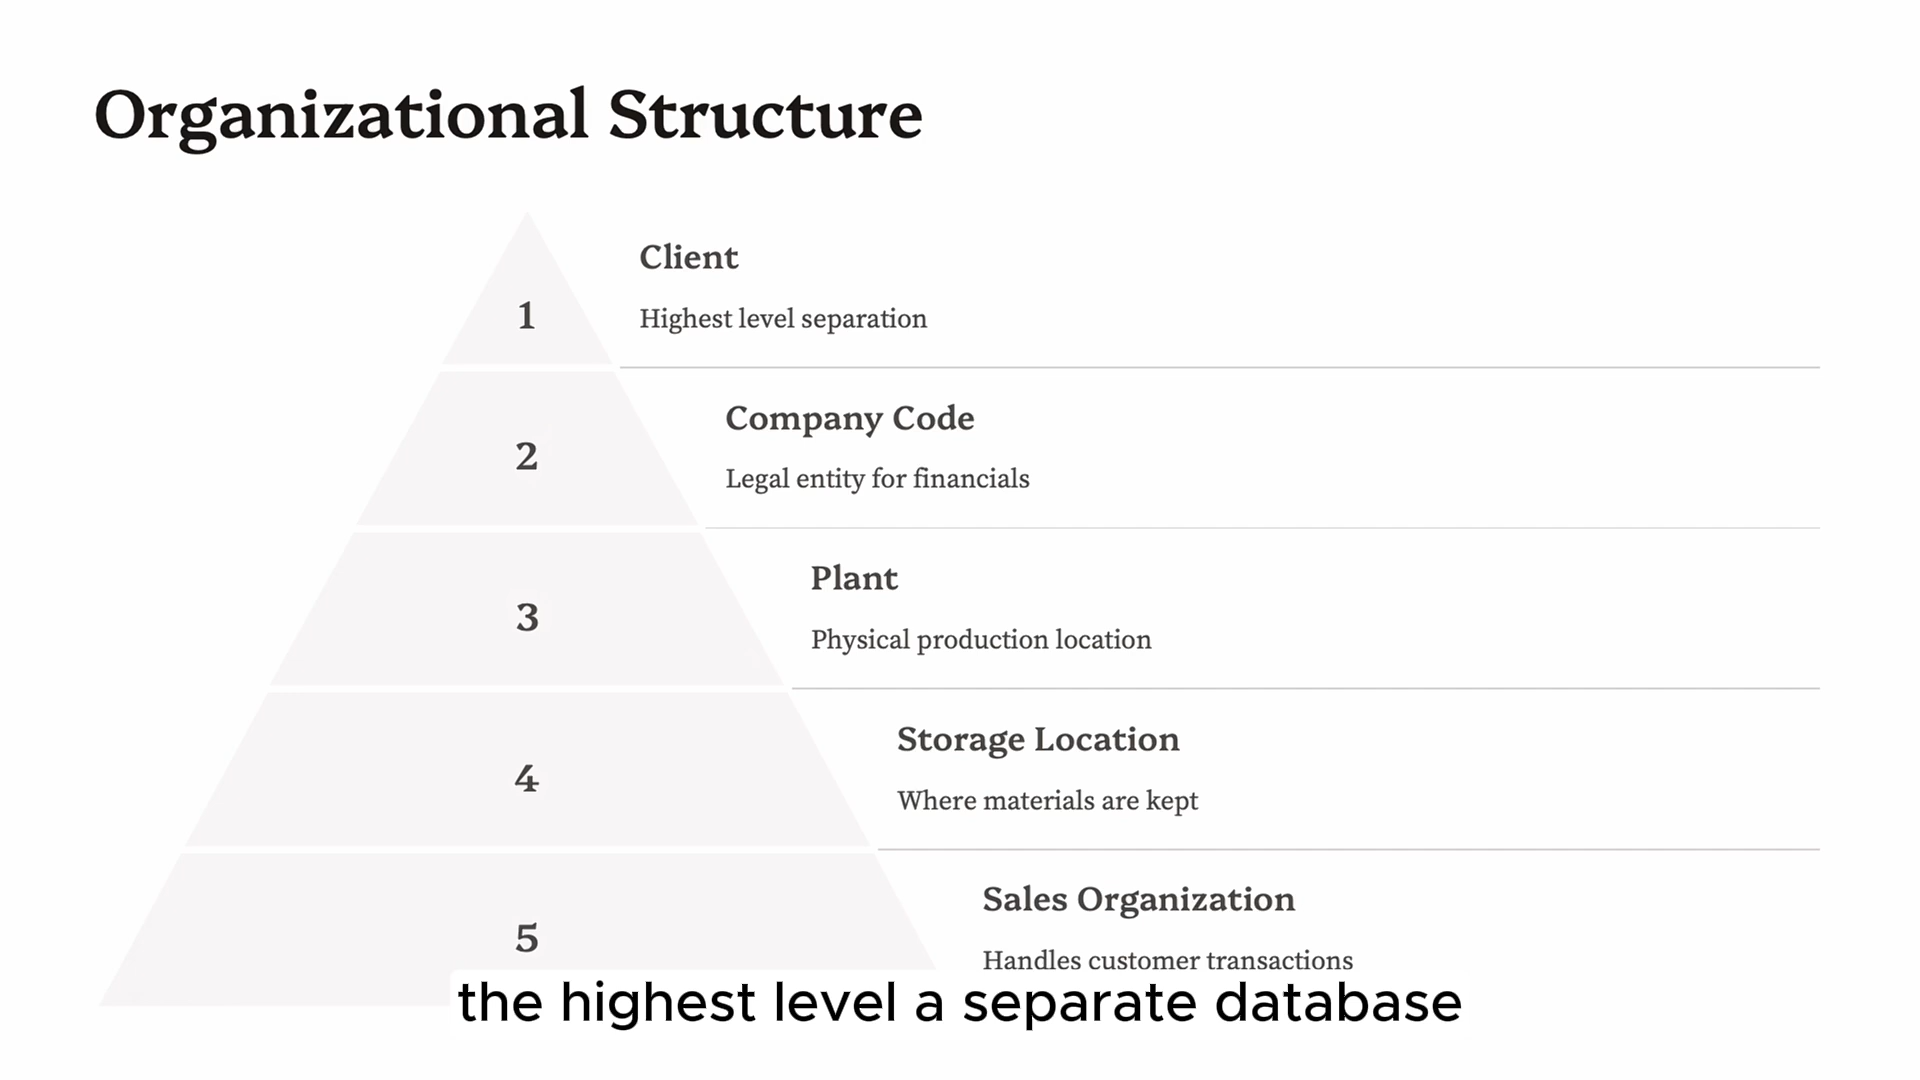 Organizational Structure
1
Client
Highest level separation
2
Company Code
Legal entity for financials
3
Plant
Physical production location
4
Storage Location
Where materials are kept
5
Sales Organization
Handles customer transactions
the highest level a separate database